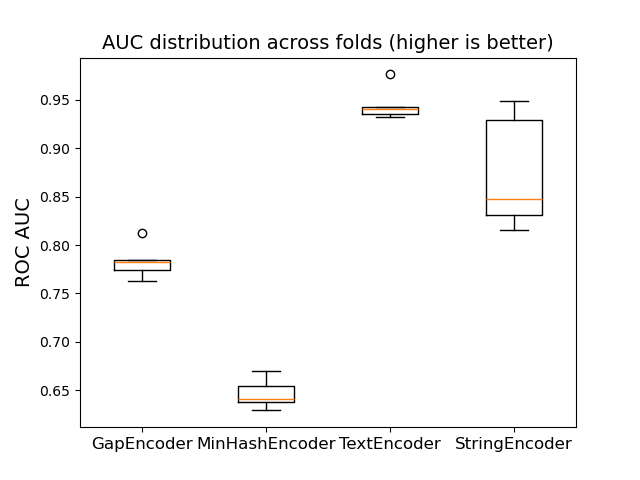 AUC distribution across folds (higher is better)
0.95
0.90
0.85
0.80
0.75
0.70
0.65
ROC AUC
GapEncoder MinHashEncoder TextEncoder StringEncoder